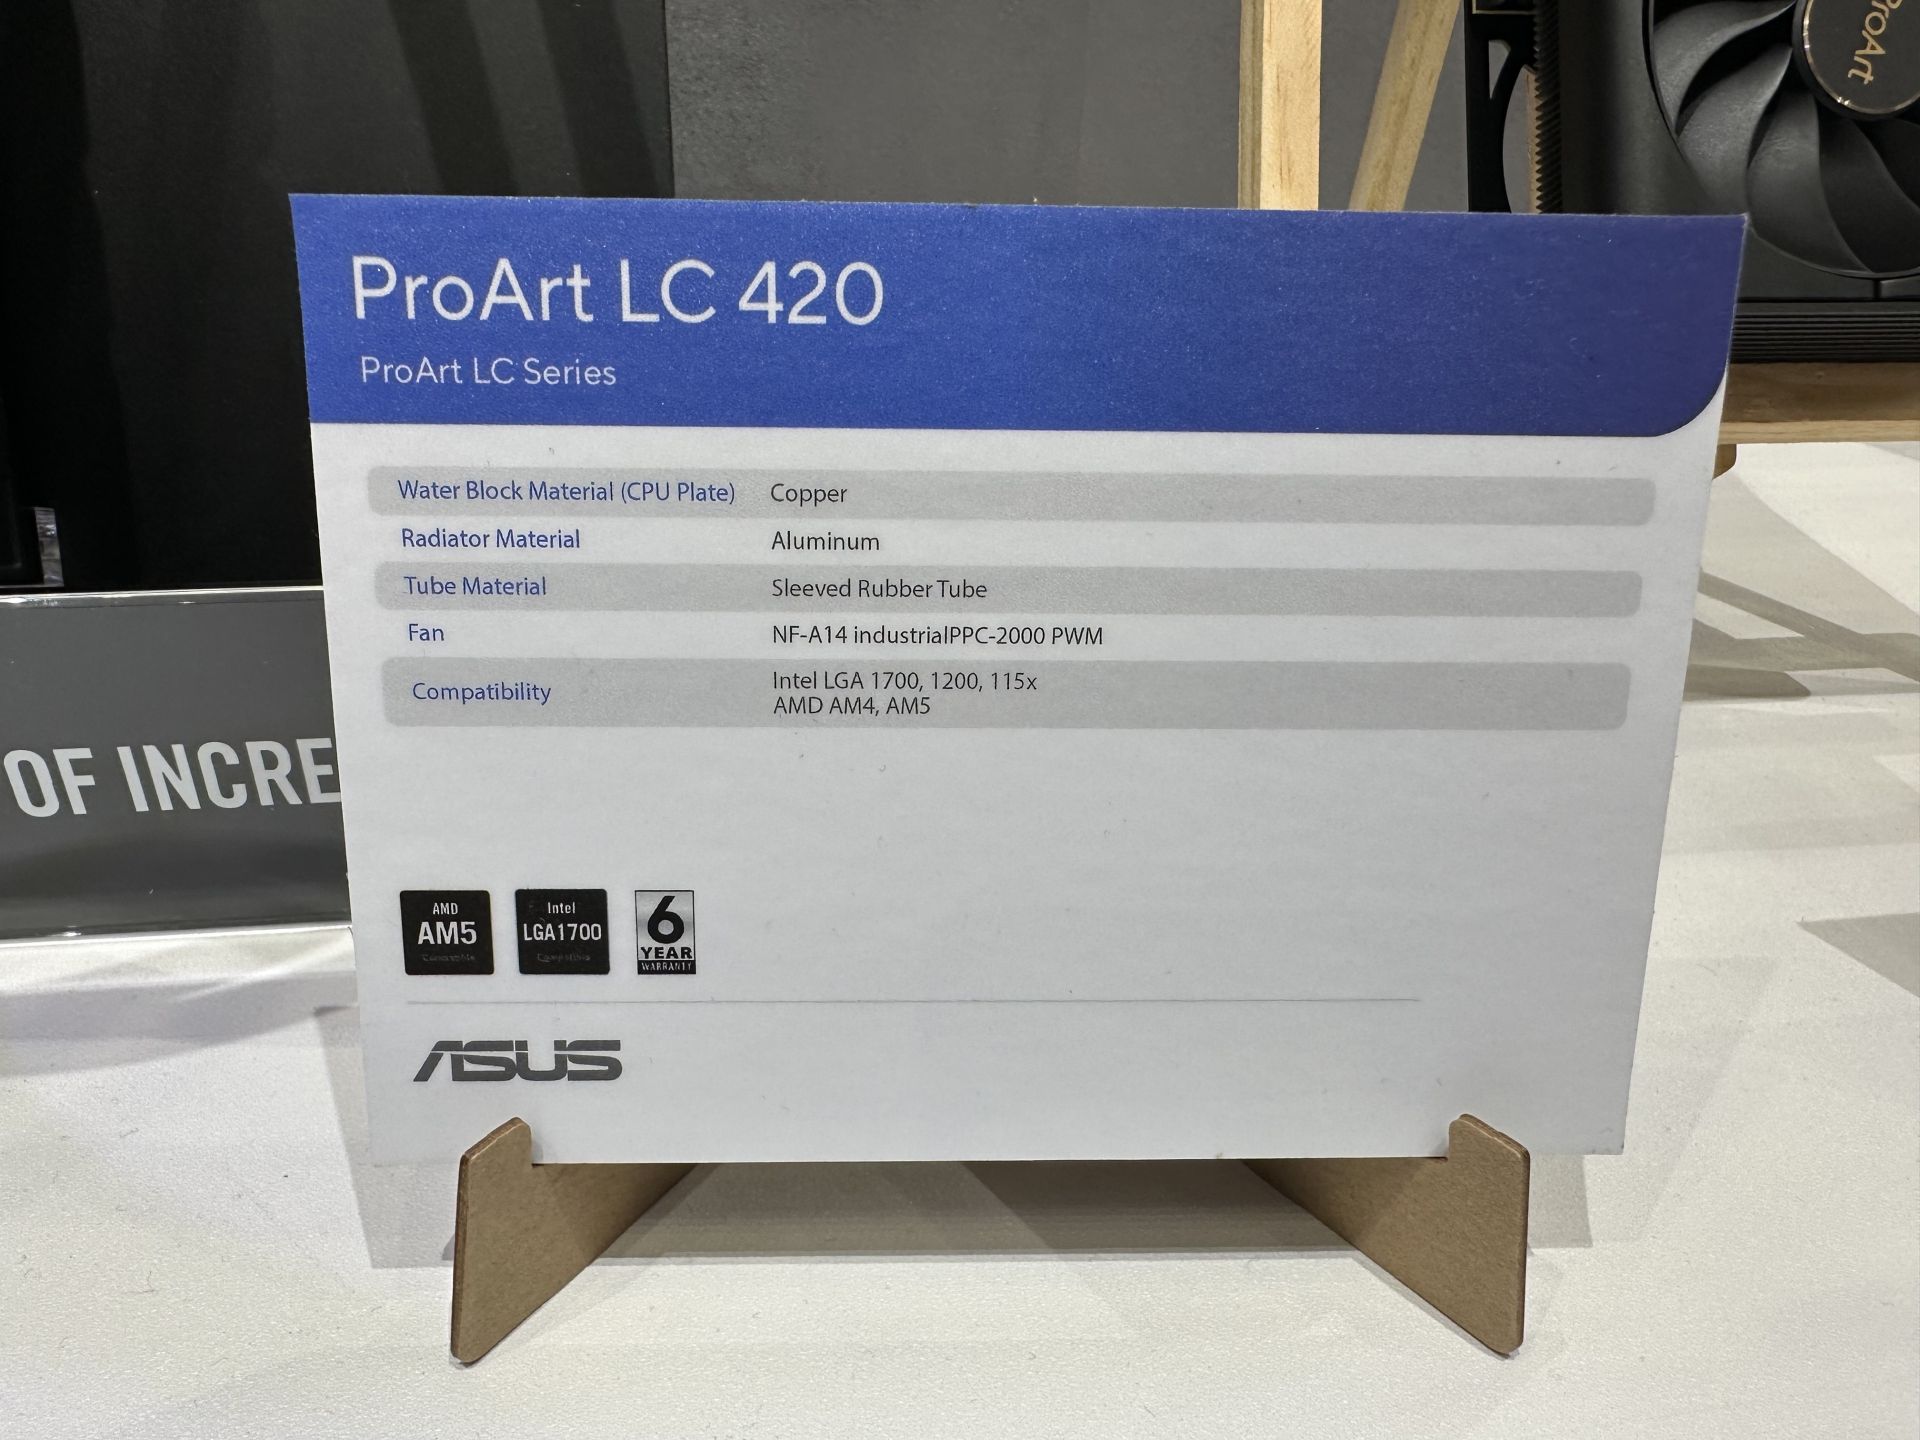 ProArt
ProArt LC 420
ProArt LC Series
Water Block Material (CPU Plate) Copper
Radiator Material Aluminum
Tube Material Sleeved Rubber Tube
Fan NF-A14 industrialPPC-2000 PWM
Compatibility Intel LGA 1700, 1200, 115x
AMD AM4, AM5
OF INCRE
AMD
AM5
Intel
LGA1700
6
YEAR
WARRANTY
ASUS